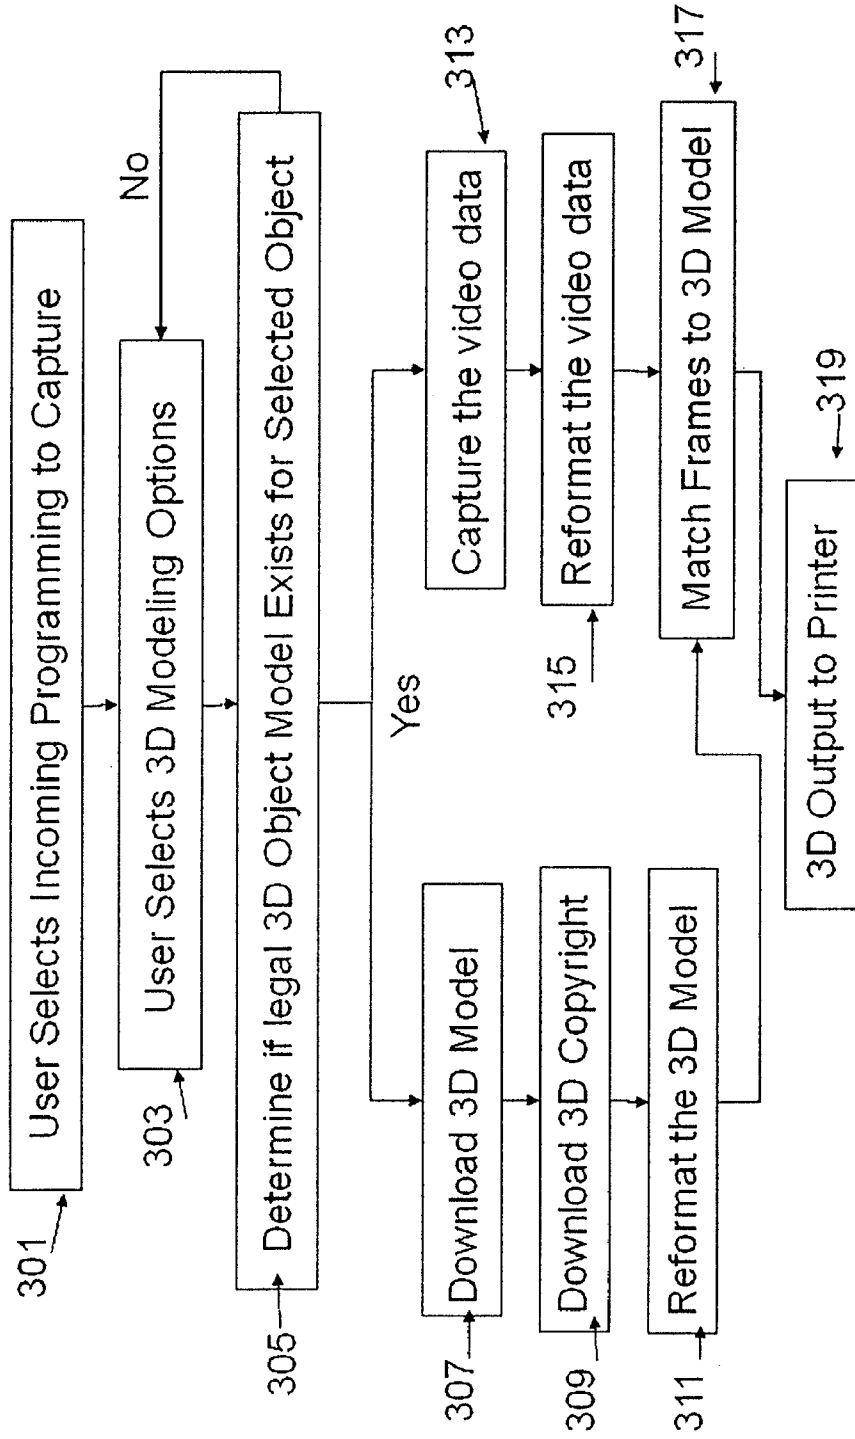 301
User Selects Incoming Programming to Capture
303
User Selects 3D Modeling Options
No
305
Determine if legal 3D Object Model Exists for Selected Object
Yes
307
Download 3D Model
309
Download 3D Copyright
311
Reformat the 3D Model
313
Capture the video data
315
Reformat the video data
317
Match Frames to 3D Model
319
3D Output to Printer